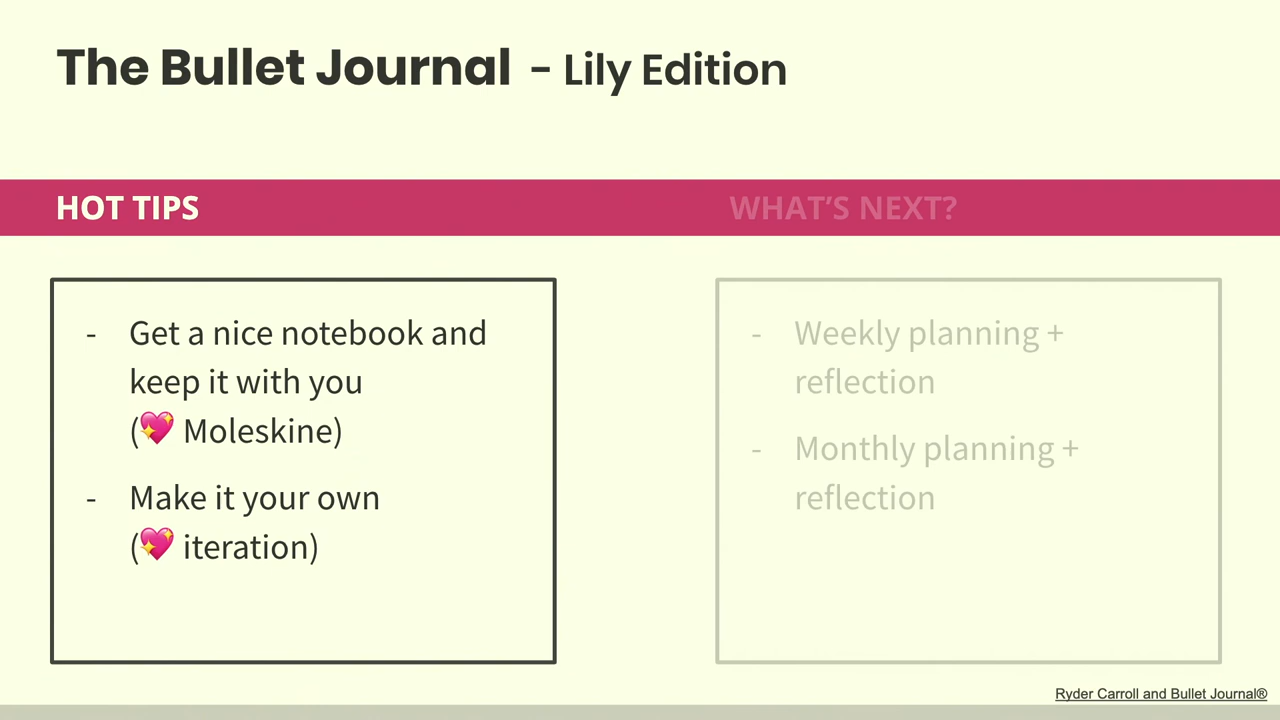 The Bullet Journal - Lily Edition
HOT TIPS
- Get a nice notebook and
keep it with you
(💖 Moleskine)
- Make it your own
(💖 iteration)
WHAT'S NEXT?
- Weekly planning +
reflection
- Monthly planning +
reflection
Ryder Carroll and Bullet Journal®